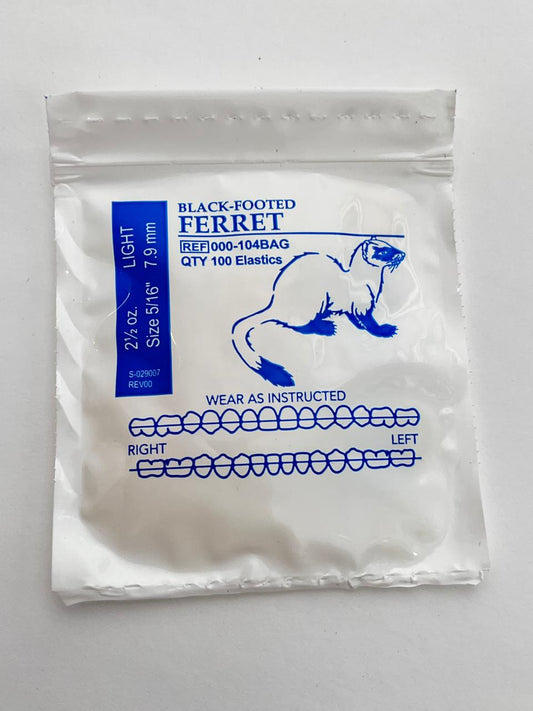 BLACK-FOOTED
FERRET
REF 000-104BAG
QTY 100 Elastics
2½ oz. LIGHT
Size 5/16" 7.9 mm
S-029007
REV00
WEAR AS INSTRUCTED
RIGHT LEFT